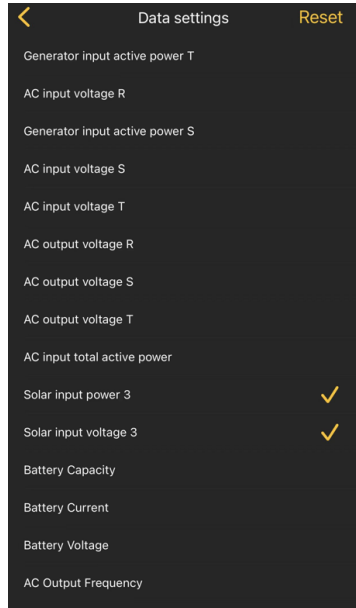 Data settings
Reset
Generator input active power T
AC input voltage R
Generator input active power S
AC input voltage S
AC input voltage T
AC output voltage R
AC output voltage S
AC output voltage T
AC input total active power
Solar input power 3
Solar input voltage 3
Battery Capacity
Battery Current
Battery Voltage
AC Output Frequency